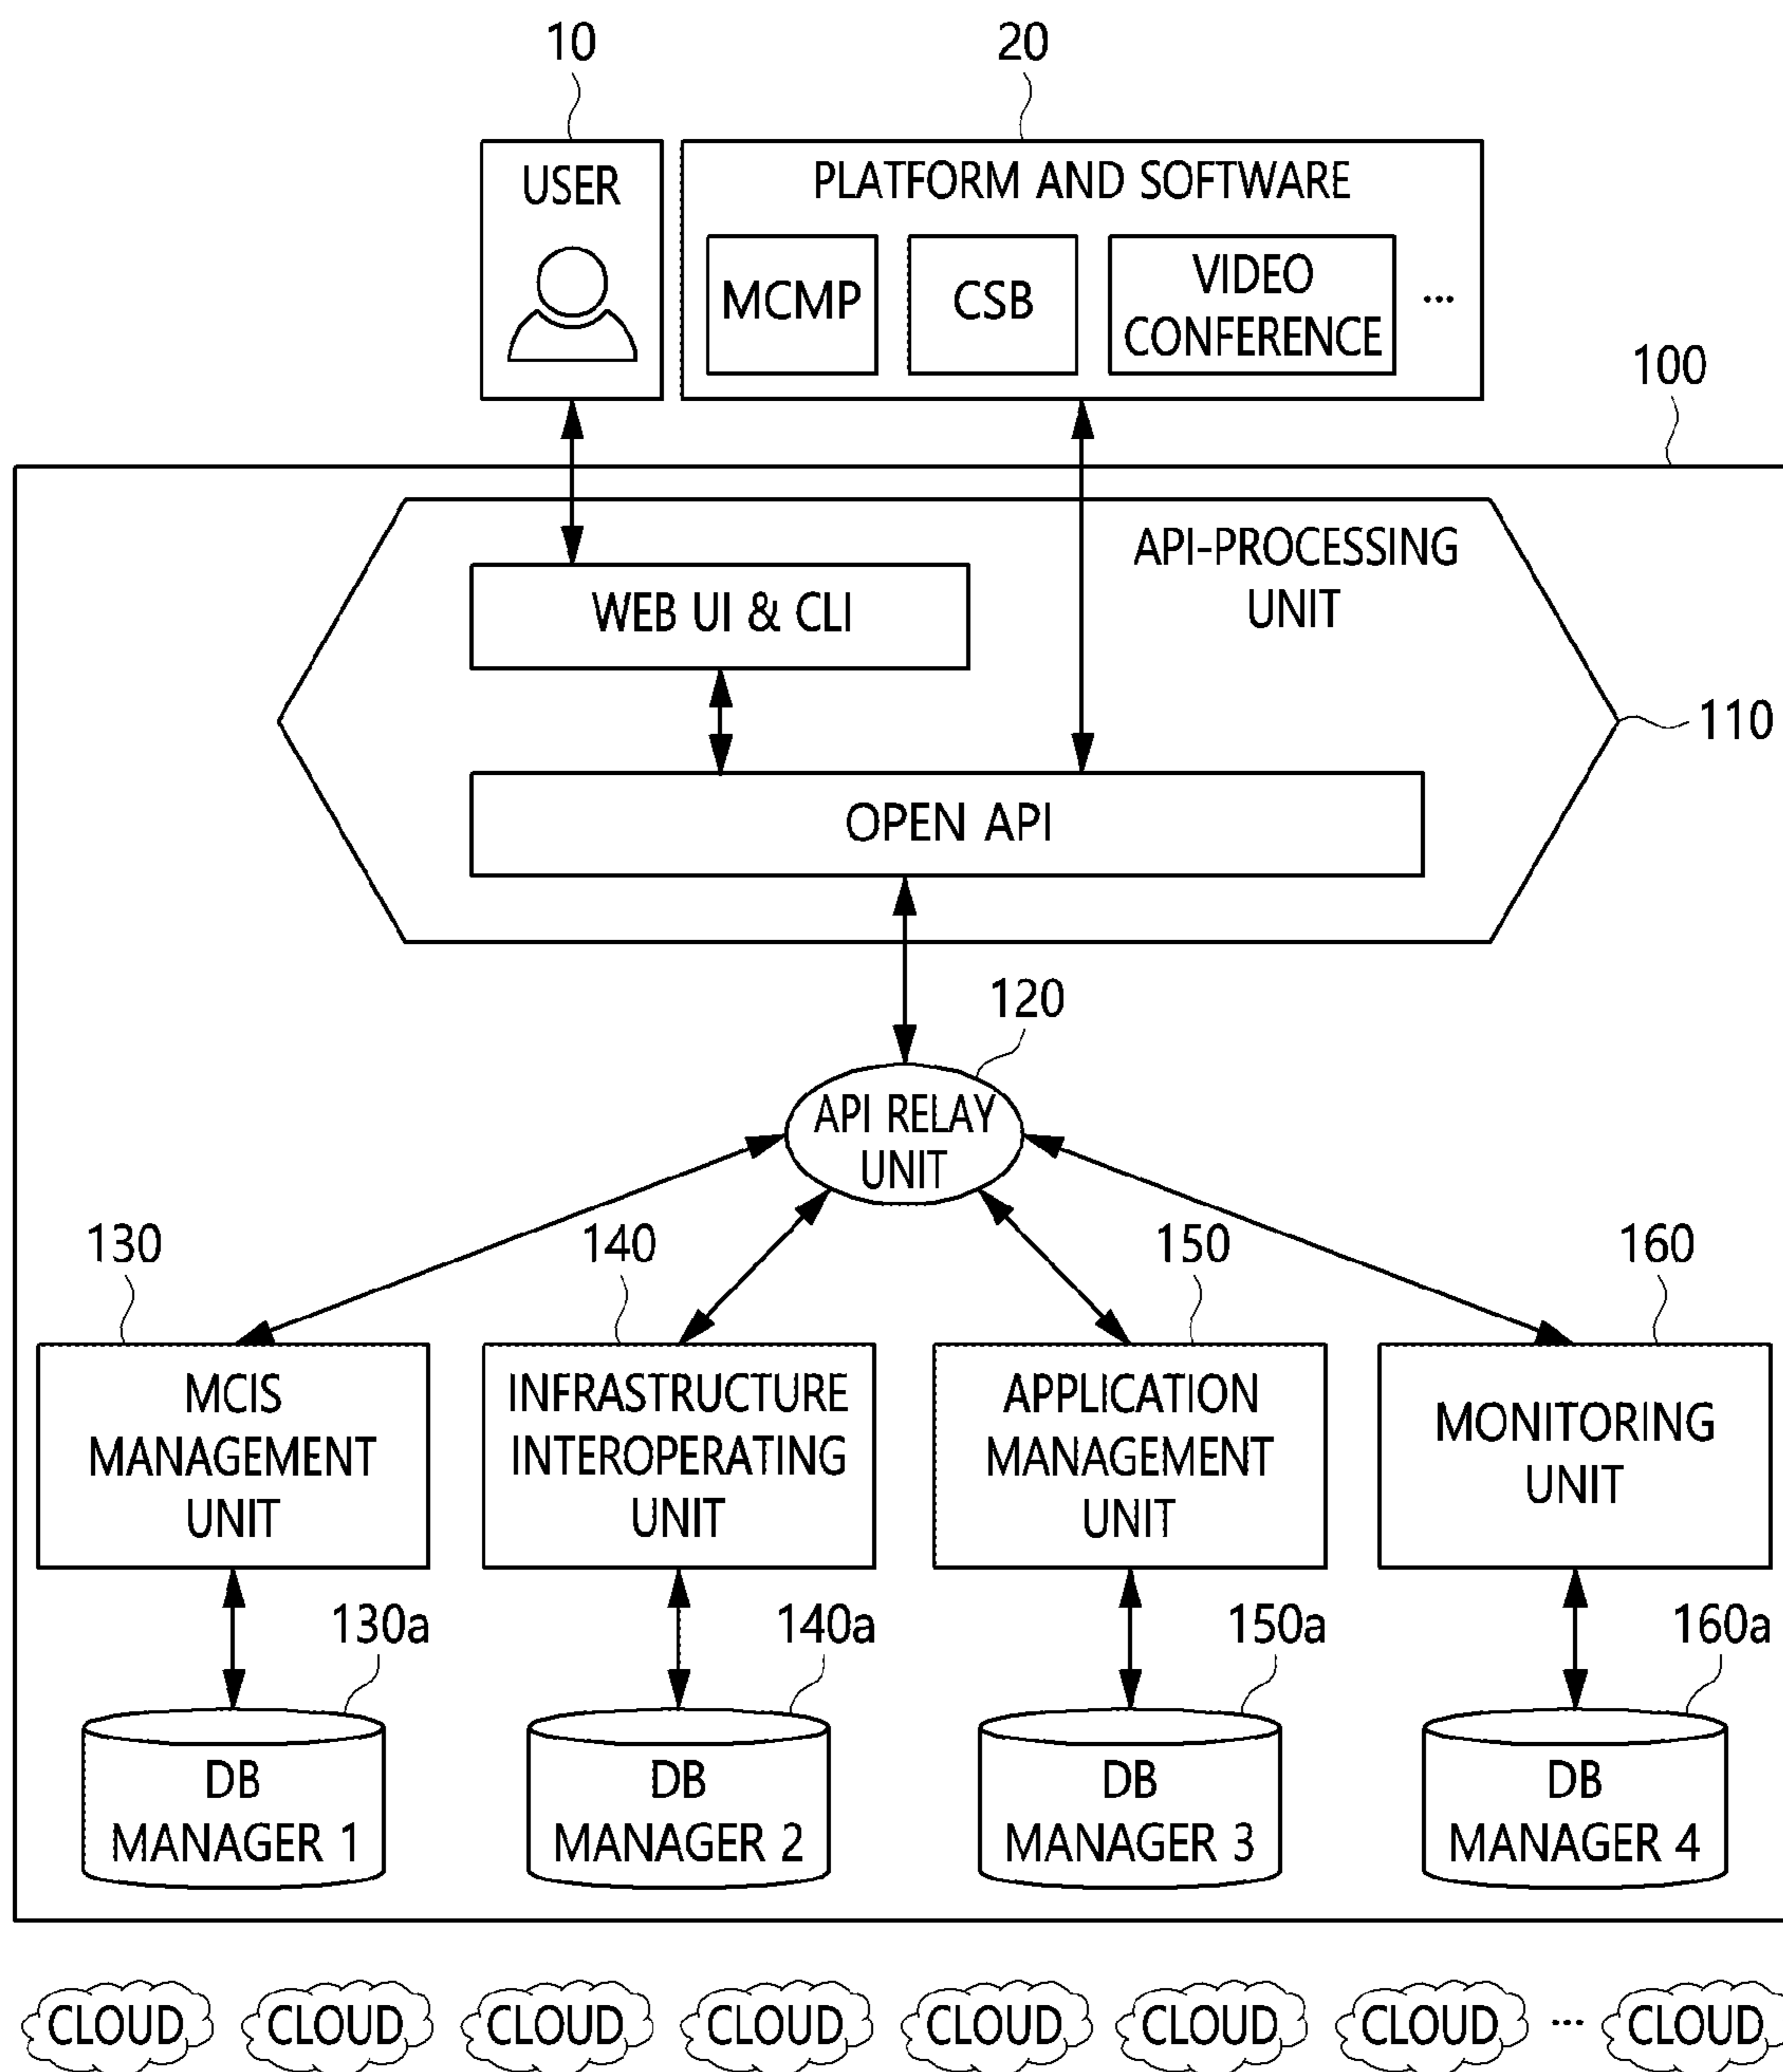 10
20
USER
PLATFORM AND SOFTWARE
MCMP
CSB
VIDEO
CONFERENCE
...
100
API-PROCESSING
UNIT
WEB UI & CLI
110
OPEN API
120
API RELAY
UNIT
130
140
150
160
MCIS
MANAGEMENT
UNIT
INFRASTRUCTURE
INTEROPERATING
UNIT
APPLICATION
MANAGEMENT
UNIT
MONITORING
UNIT
130a
140a
150a
160a
DB
MANAGER 1
DB
MANAGER 2
DB
MANAGER 3
DB
MANAGER 4
CLOUD CLOUD CLOUD CLOUD CLOUD CLOUD CLOUD ... CLOUD